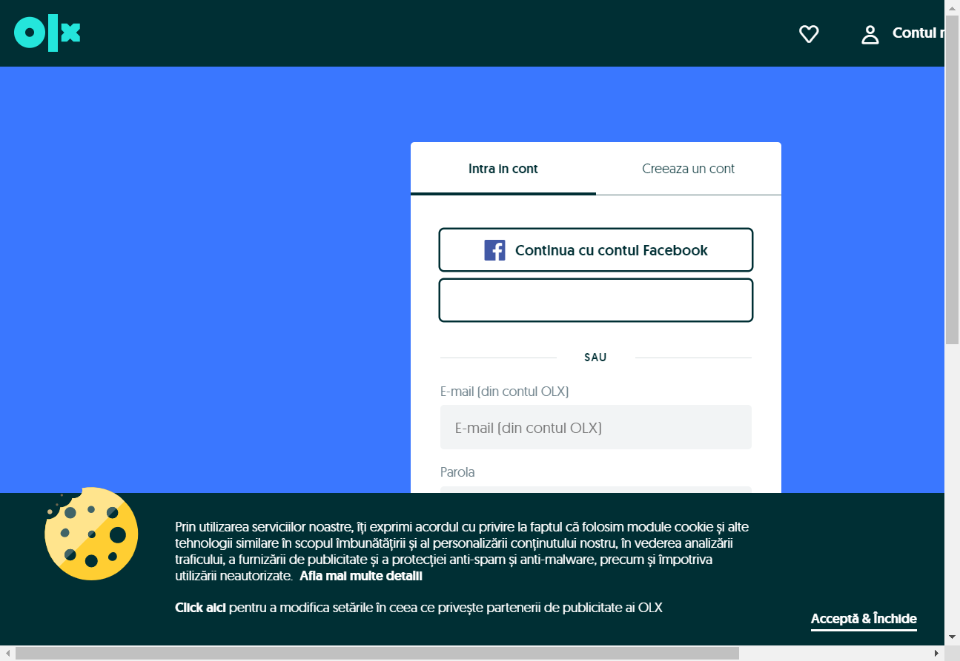 olx
Contul
Intra in cont
Creeaza un cont
Continua cu contul Facebook
SAU
E-mail (din contul OLX)
E-mail (din contul OLX)
Parola
Prin utilizarea serviciilor noastre, îți exprimi acordul cu privire la faptul că folosim module cookie și alte
tehnologii similare în scopul îmbunătățirii și al personalizării conținutului nostru, în vederea analizării
traficului, a furnizării de publicitate și a protecției anti-spam și anti-malware, precum și împotriva
utilizării neautorizate. Afla mai multe detalii
Click aici pentru a modifica setările în ceea ce privește partenerii de publicitate ai OLX
Acceptă & Închide